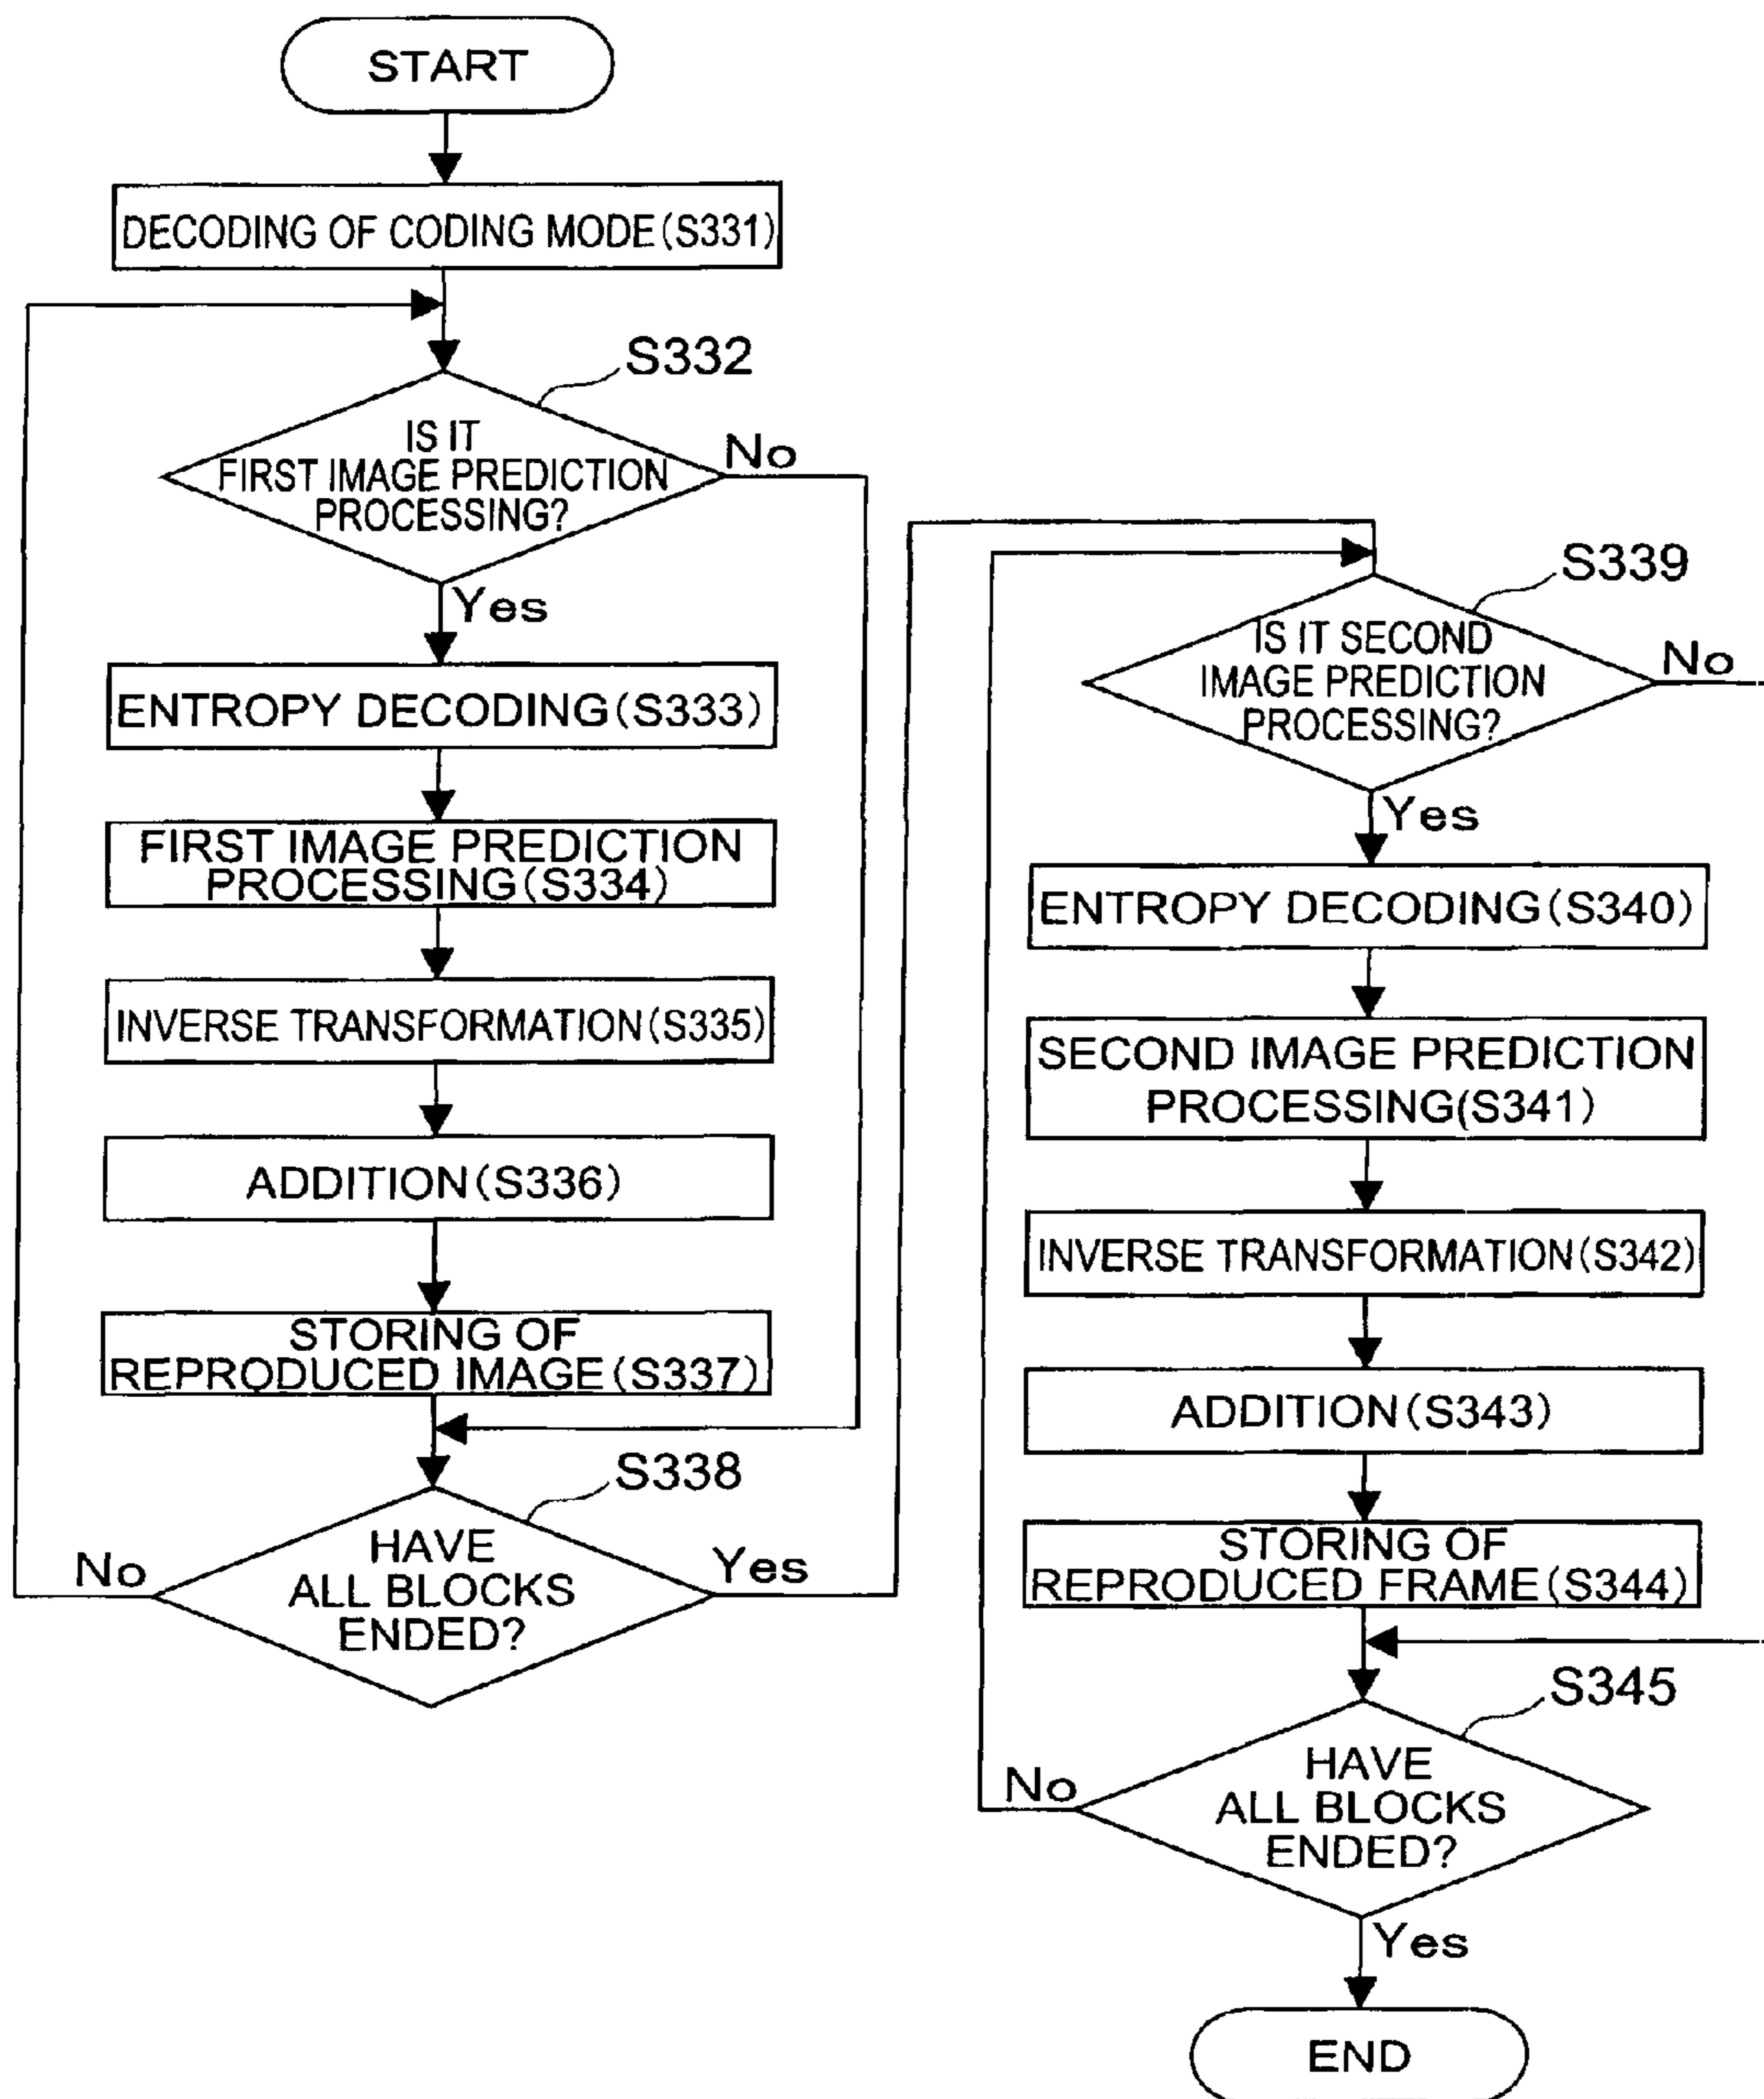 START
DECODING OF CODING MODE(S331)
S332
IS IT
FIRST IMAGE PREDICTION
PROCESSING?
No
Yes
ENTROPY DECODING(S333)
FIRST IMAGE PREDICTION
PROCESSING(S334)
INVERSE TRANSFORMATION(S335)
ADDITION(S336)
STORING OF
REPRODUCED IMAGE(S337)
S338
HAVE
ALL BLOCKS
ENDED?
No
Yes
S339
IS IT SECOND
IMAGE PREDICTION
PROCESSING?
No
Yes
ENTROPY DECODING(S340)
SECOND IMAGE PREDICTION
PROCESSING(S341)
INVERSE TRANSFORMATION(S342)
ADDITION(S343)
STORING OF
REPRODUCED FRAME(S344)
S345
HAVE
ALL BLOCKS
ENDED?
No
Yes
END